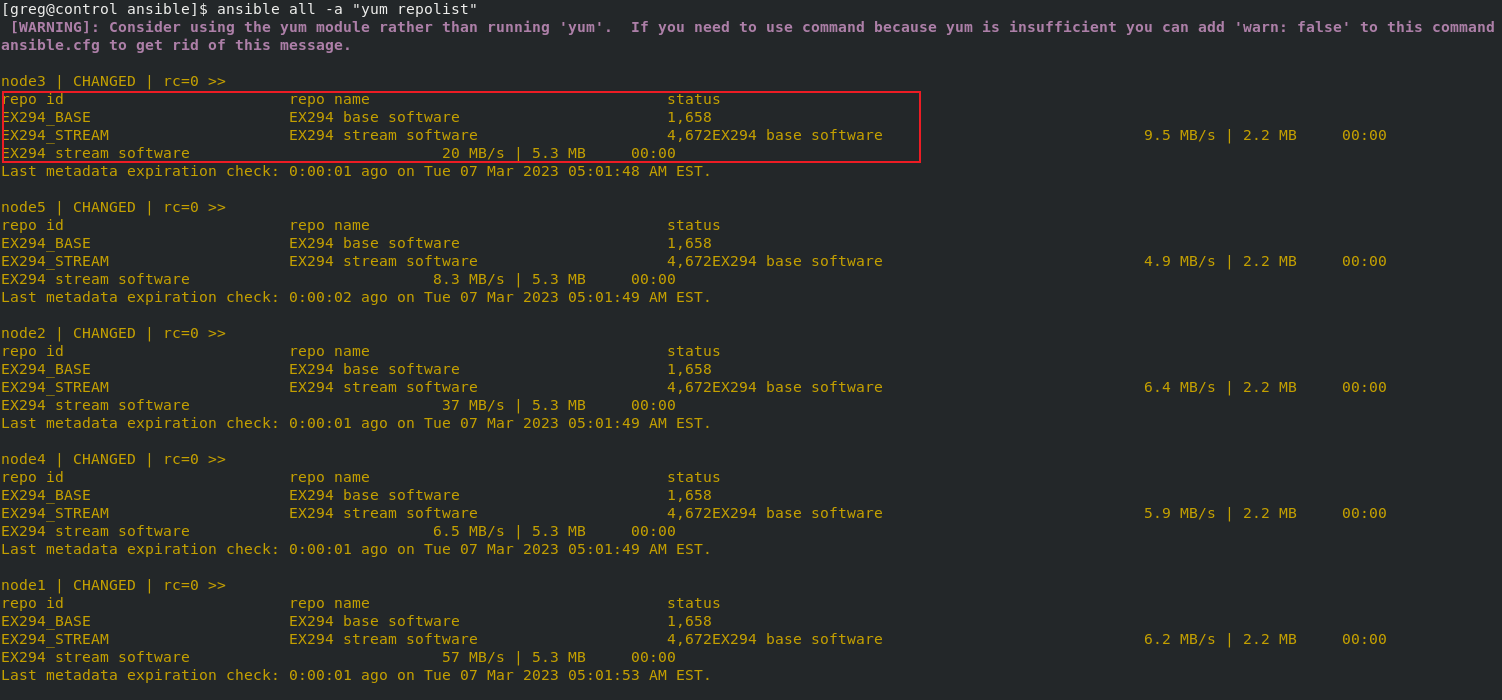 [greg@control ansible]$ ansible all -a "yum repolist"
 [WARNING]: Consider using the yum module rather than running 'yum'.  If you need to use command because yum is insufficient you can add 'warn: false' to this command
ansible.cfg to get rid of this message.
node3 | CHANGED | rc=0 >>
repo id                         repo name                                 status
EX294_BASE                      EX294 base software                       1,658
EX294_STREAM                    EX294 stream software                     4,672EX294 base software                             9.5 MB/s | 2.2 MB     00:00
EX294 stream software                            20 MB/s | 5.3 MB     00:00
Last metadata expiration check: 0:00:01 ago on Tue 07 Mar 2023 05:01:48 AM EST.
node5 | CHANGED | rc=0 >>
repo id                         repo name                                 status
EX294_BASE                      EX294 base software                       1,658
EX294_STREAM                    EX294 stream software                     4,672EX294 base software                             4.9 MB/s | 2.2 MB     00:00
EX294 stream software                           8.3 MB/s | 5.3 MB     00:00
Last metadata expiration check: 0:00:02 ago on Tue 07 Mar 2023 05:01:49 AM EST.
node2 | CHANGED | rc=0 >>
repo id                         repo name                                 status
EX294_BASE                      EX294 base software                       1,658
EX294_STREAM                    EX294 stream software                     4,672EX294 base software                             6.4 MB/s | 2.2 MB     00:00
EX294 stream software                            37 MB/s | 5.3 MB     00:00
Last metadata expiration check: 0:00:01 ago on Tue 07 Mar 2023 05:01:49 AM EST.
node4 | CHANGED | rc=0 >>
repo id                         repo name                                 status
EX294_BASE                      EX294 base software                       1,658
EX294_STREAM                    EX294 stream software                     4,672EX294 base software                             5.9 MB/s | 2.2 MB     00:00
EX294 stream software                           6.5 MB/s | 5.3 MB     00:00
Last metadata expiration check: 0:00:01 ago on Tue 07 Mar 2023 05:01:49 AM EST.
node1 | CHANGED | rc=0 >>
repo id                         repo name                                 status
EX294_BASE                      EX294 base software                       1,658
EX294_STREAM                    EX294 stream software                     4,672EX294 base software                             6.2 MB/s | 2.2 MB     00:00
EX294 stream software                            57 MB/s | 5.3 MB     00:00
Last metadata expiration check: 0:00:01 ago on Tue 07 Mar 2023 05:01:53 AM EST.